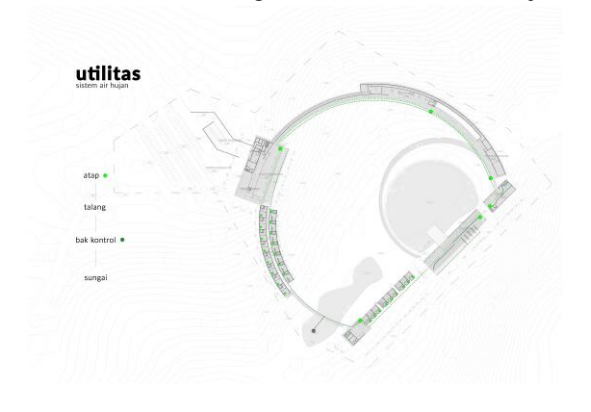 utilitas
sistem air hujan
atap
talang
bak kontrol
sungai